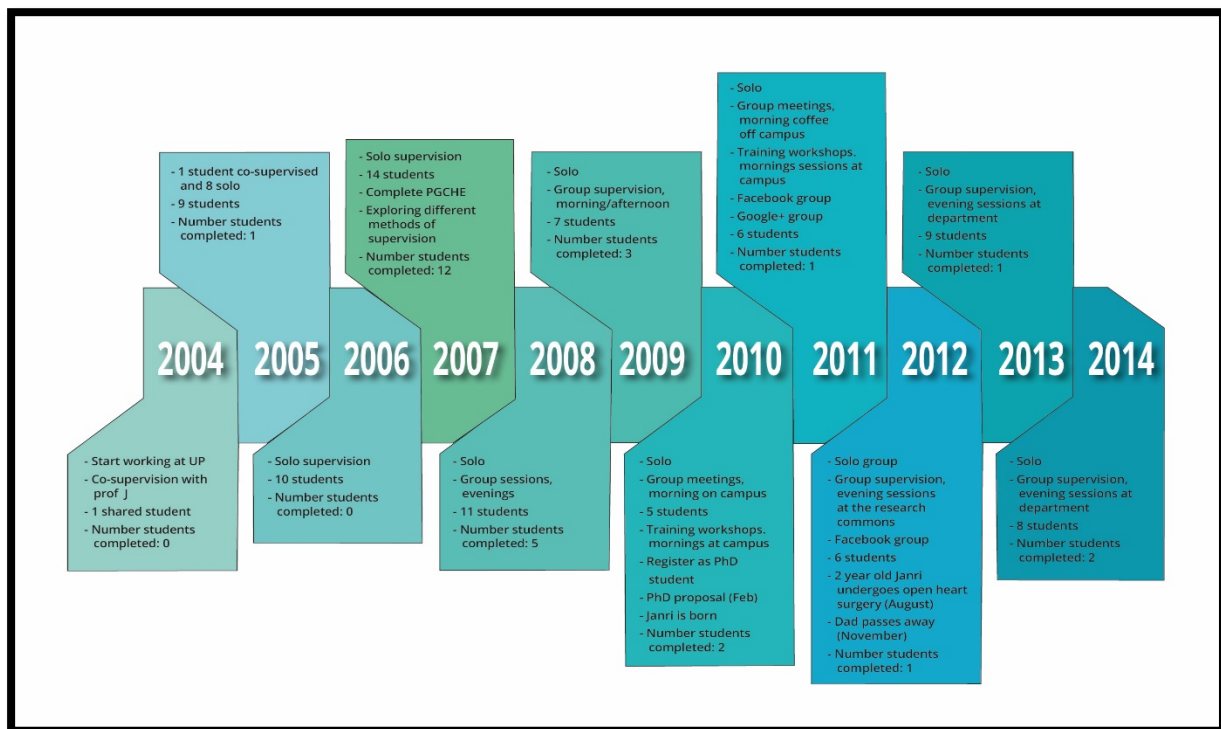 2004
- Start working at UP
- Co-supervision with
prof J
- 1 shared student
- Number students
completed: 0
- 1 student co-supervised
and 8 solo
- 9 students
- Number students
completed: 1
2005
2006
- Solo supervision
- 10 students
- Number students
completed: 0
- Solo supervision
- 14 students
- Complete PGCHE
- Exploring different
methods of
supervision
- Number students
completed: 12
2007
2008
- Solo
- Group sessions,
evenings
- 11 students
- Number students
completed: 5
- Solo
- Group supervision,
morning/afternoon
- 7 students
- Number students
completed: 3
2009
2010
- Solo
- Group meetings,
morning on campus
- 5 students
- Training workshops.
mornings at campus
- Register as PhD
student
- PhD proposal (Feb)
- Janri is born
- Number students
completed: 2
- Solo
- Group meetings,
morning coffee
off campus
- Training workshops.
mornings sessions at
campus
- Facebook group
- Google+ group
- 6 students
- Number students
completed: 1
2011
2012
- Solo group
- Group supervision,
evening sessions
at the research
commons
- Facebook group
- 6 students
- 2 year old Janri
undergoes open heart
surgery (August)
- Dad passes away
(November)
- Number students
completed: 1
- Solo
- Group supervision,
evening sessions at
department
- 9 students
- Number students
completed: 1
2013
2014
- Solo
- Group supervision,
evening sessions at
department
- 8 students
- Number students
completed: 2